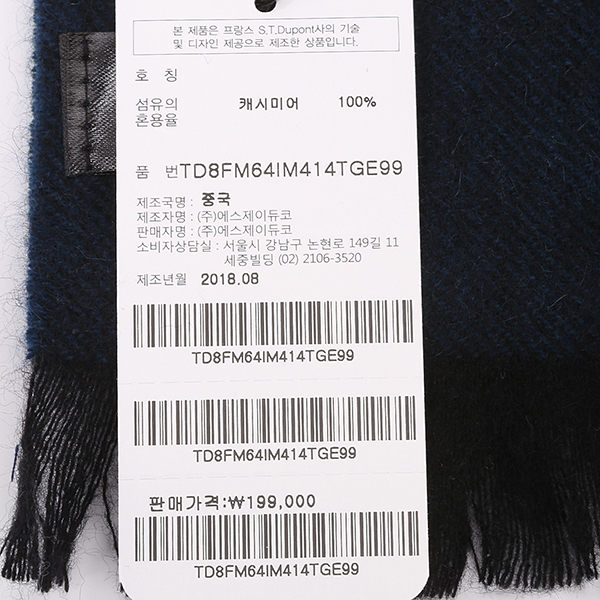 본 제품은 프랑스 S.T.Dupont사의 기술
및 디자인 제공으로 제조한 상품입니다.
호 칭
섬유의 혼용율 캐시미어 100%
품 번TD8FM64IM414TGE99
제조국명 : 중국
제조자명 : (주)에스제이듀코
판매자명 : (주)에스제이듀코
소비자상담실 : 서울시 강남구 논현로 149길 11
세중빌딩 (02) 2106-3520
제조년월 2018.08
TD8FM64IM414TGE99
TD8FM64IM414TGE99
판매가격:₩199,000
TD8FM64IM414TGE99